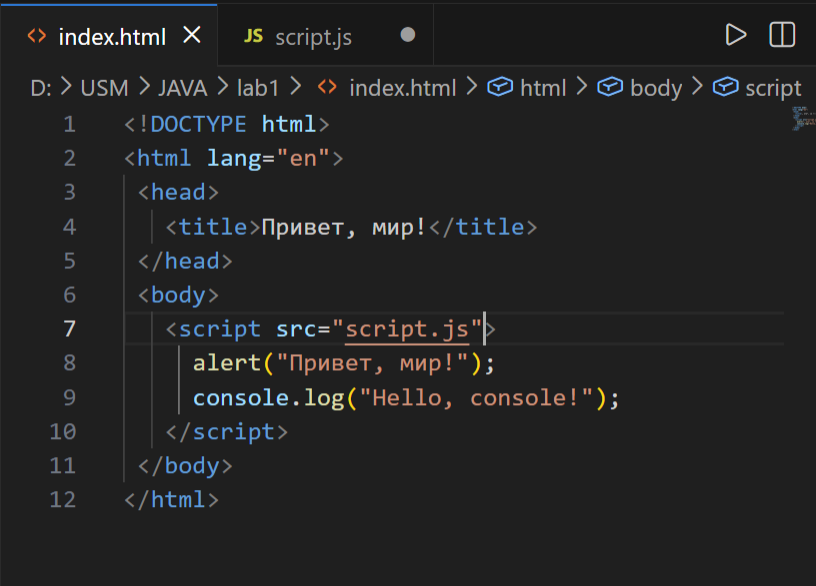 index.html
JS script.js
D: > USM > JAVA > lab1 > index.html > html > body > script
1 <!DOCTYPE html>
2 <html lang="en">
3 <head>
4 <title>Привет, мир!</title>
5 </head>
6 <body>
7 <script src="script.js">
8 alert("Привет, мир!");
9 console.log("Hello, console!");
10 </script>
11 </body>
12 </html>